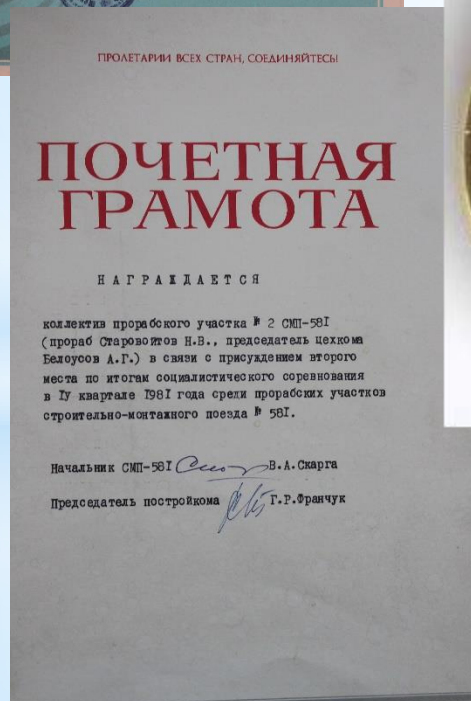 ПРОЛЕТАРИИ ВСЕХ СТРАН, СОЕДИНЯЙТЕСЬ!
ПОЧЕТНАЯ
ГРАМОТА
НАГРАЖДАЕТСЯ
коллектив прорабского участка № 2 СМП-581
(прораб Старовойтов Н.В., председатель цехкома
Белоусов А.Г.) в связи с присуждением второго
места по итогам социалистического соревнования
в IУ квартале 1981 года среди прорабских участков
строительно-монтажного поезда № 581.
Начальник СМП-581 В.А.Скарга
Председатель постройкома Г.Р.Франчук